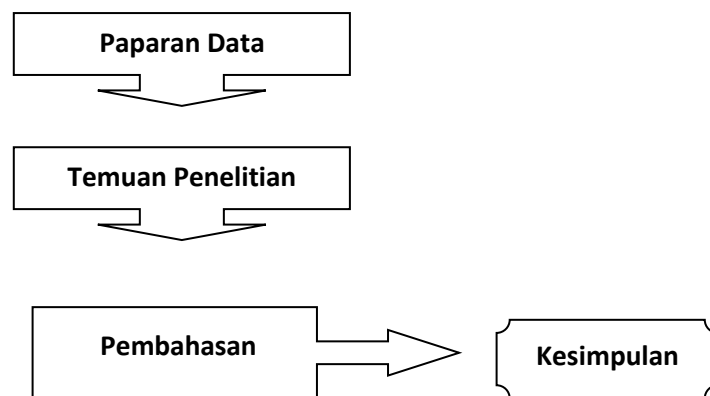 Paparan Data
Temuan Penelitian
Pembahasan
Kesimpulan